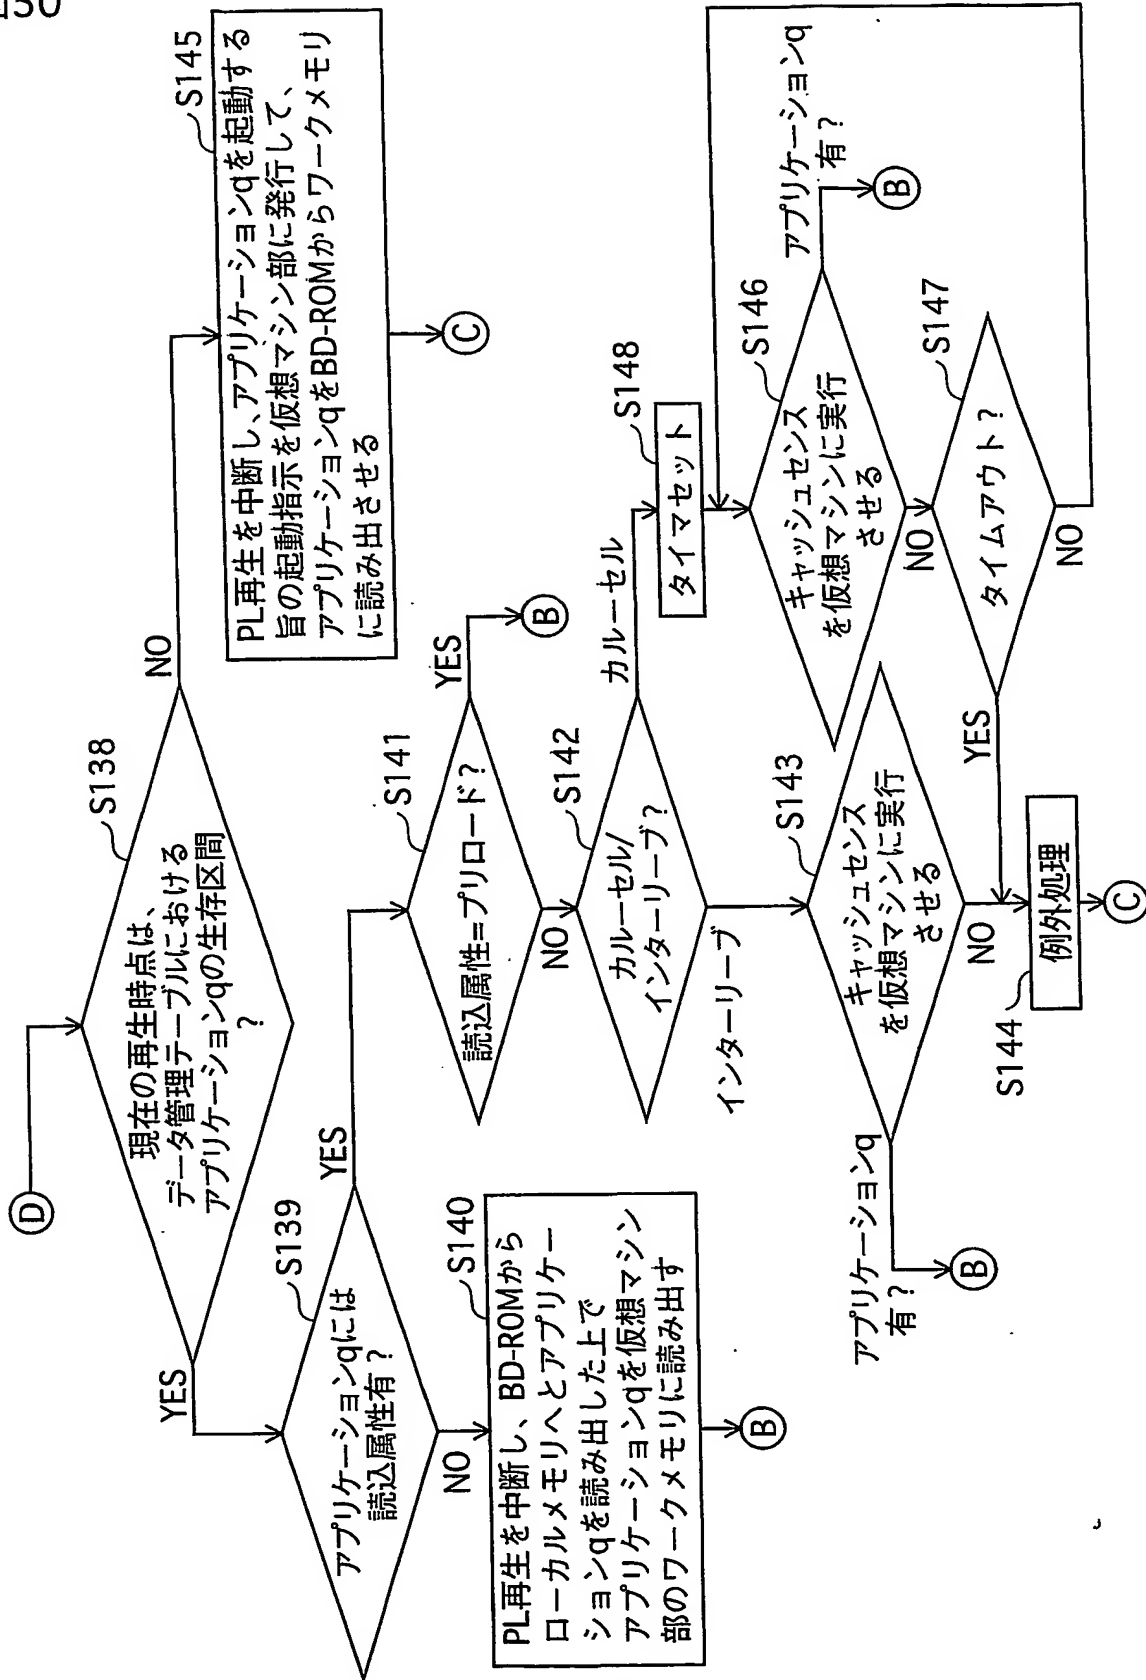 図30
D
現在の再生時点は、
データ管理テーブルにおける
アプリケーションqの生存区間
?
S138
YES
NO
PL再生を中断し、アプリケーションqを起動する
旨の起動指示を仮想マシン部に発行して、
アプリケーションqをBD-ROMからワークメモリ
に読み出させる
S145
C
アプリケーションqには
読込属性有?
S139
YES
NO
PL再生を中断し、BD-ROMから
ローカルメモリへとアプリケー
ションqを読み出した上で
アプリケーションqを仮想マシン
部のワークメモリに読み出す
S140
B
読込属性=プリロード?
S141
YES
B
NO
カルーセル/
インターリーブ?
S142
カルーセル
インターリーブ
タイマセット
S148
キャッシュセンス
を仮想マシンに実行
させる
S146
アプリケーションq
有?
B
NO
タイムアウト?
S147
YES
NO
キャッシュセンス
を仮想マシンに実行
させる
S143
アプリケーションq
有?
B
NO
例外処理
S144
C